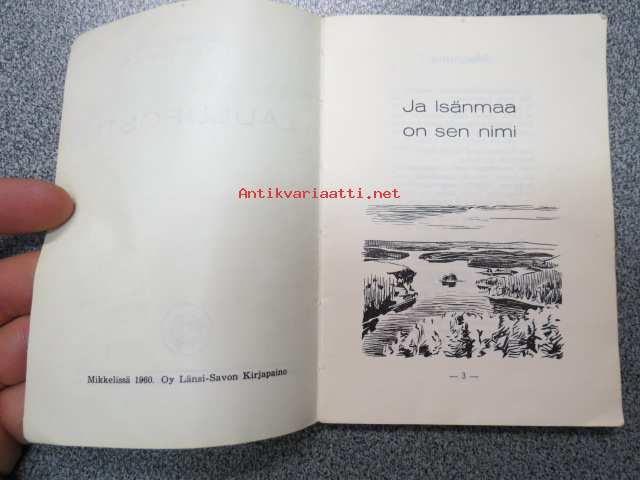 Mikkelissä 1960. Oy Länsi-Savon Kirjapaino
Ja Isänmaa
on sen nimi
— 3 —
Antikvariaatti.net